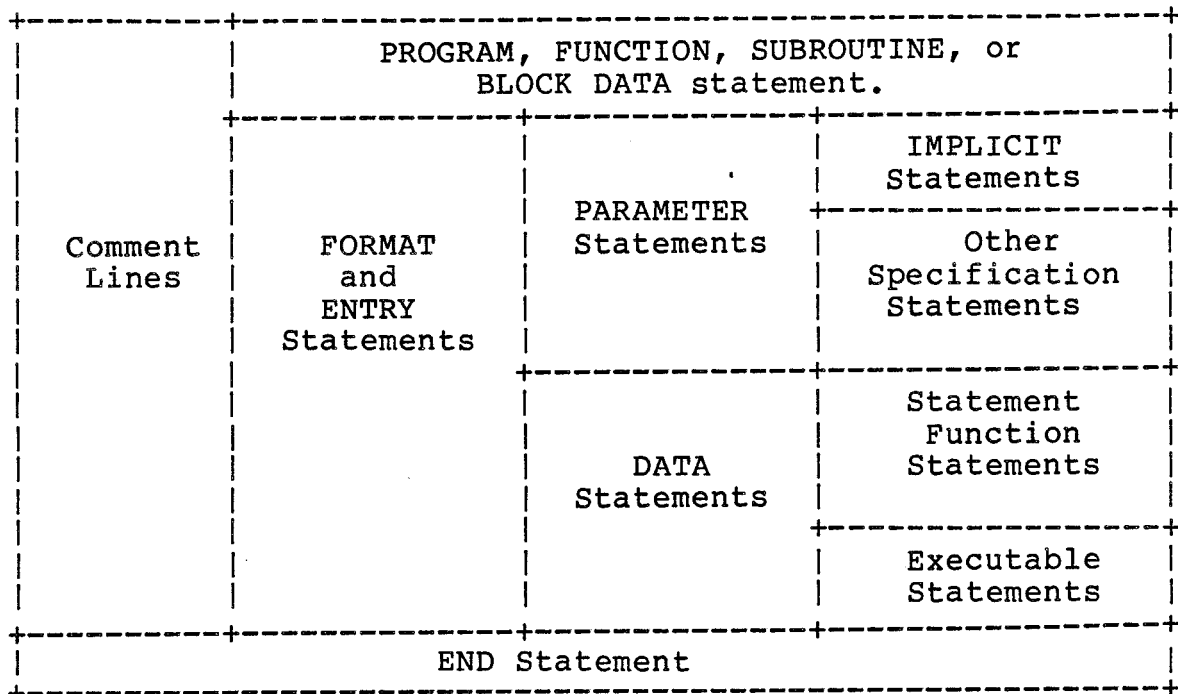 PROGRAM, FUNCTION, SUBROUTINE, or
BLOCK DATA statement.
Comment
Lines
FORMAT
and
ENTRY
Statements
PARAMETER
Statements
IMPLICIT
Statements
Other
Specification
Statements
DATA
Statements
Statement
Function
Statements
Executable
Statements
END Statement